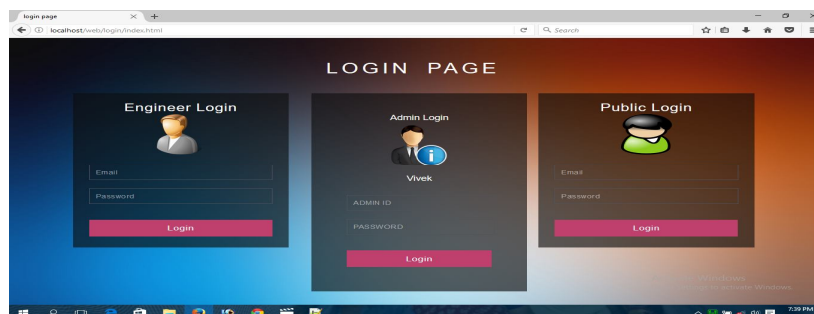 login page
localhost/web/login/index.html
Search
LOGIN PAGE
Engineer Login
Email
Password
Login
Admin Login
Vivek
ADMIN ID
PASSWORD
Login
Public Login
Email
Password
Login
Windows
7:39 PM